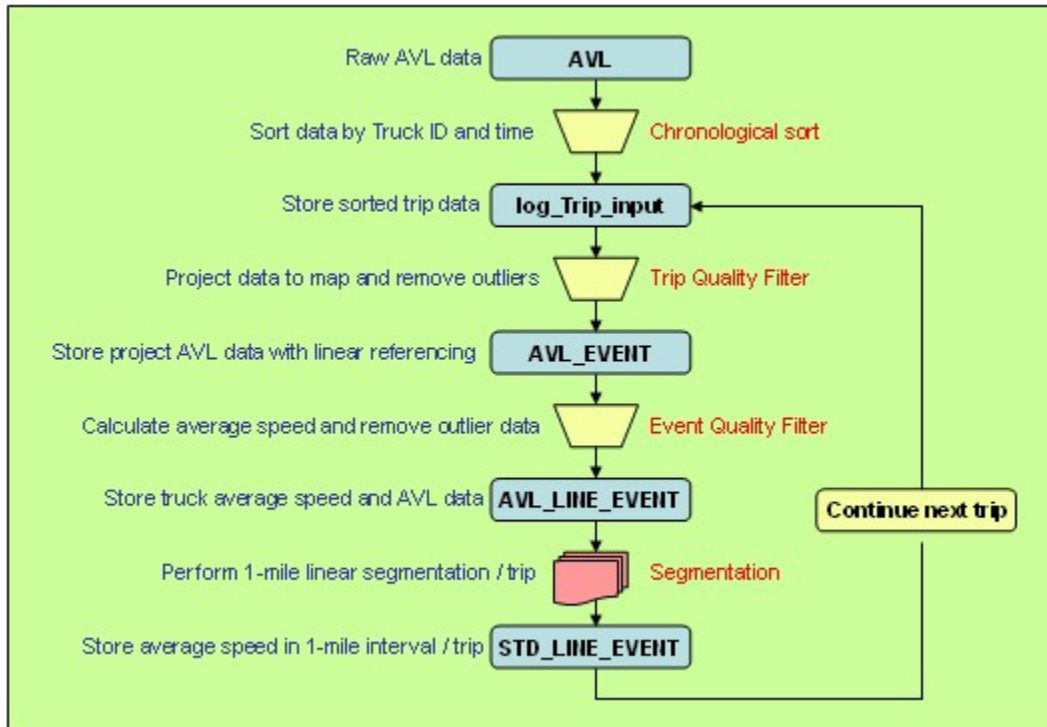 Raw AVL data
AVL
Sort data by Truck ID and time
Chronological sort
Store sorted trip data
log_Trip_input
Project data to map and remove outliers
Trip Quality Filter
Store project AVL data with linear referencing
AVL_EVENT
Calculate average speed and remove outlier data
Event Quality Filter
Store truck average speed and AVL data
AVL_LINE_EVENT
Continue next trip
Perform 1-mile linear segmentation / trip
Segmentation
Store average speed in 1-mile interval / trip
STD_LINE_EVENT